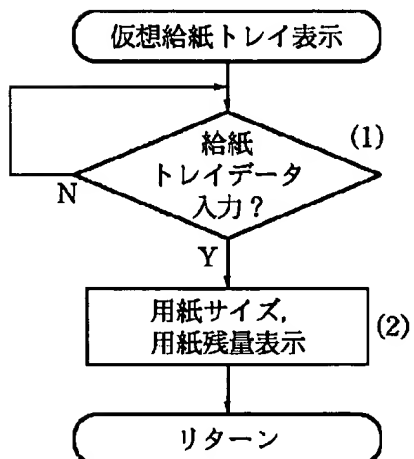 仮想給紙トレイ表示
給紙
トレイデータ
入力？
(1)
N
Y
用紙サイズ,
用紙残量表示
(2)
リターン